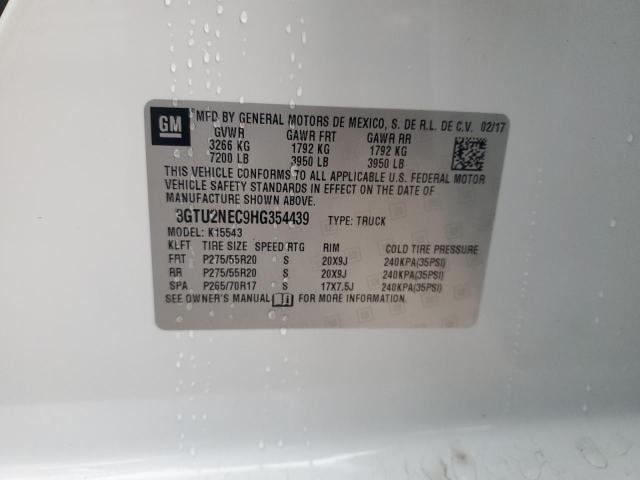 GM
MFD BY GENERAL MOTORS DE MEXICO, S. DE R.L. DE C.V. 02/17
GVWR GAWR FRT GAWR RR
3266 KG 1792 KG 1792 KG
7200 LB 3950 LB 3950 LB
THIS VEHICLE CONFORMS TO ALL APPLICABLE U.S. FEDERAL MOTOR
VEHICLE SAFETY STANDARDS IN EFFECT ON THE DATE OF
MANUFACTURE SHOWN ABOVE.
3GTU2NEC9HG354439 TYPE: TRUCK
MODEL: K15543
KLFT TIRE SIZE SPEED RTG RIM COLD TIRE PRESSURE
FRT P275/55R20 S 20X9J 240KPA(35PSI)
RR P275/55R20 S 20X9J 240KPA(35PSI)
SPA P265/70R17 S 17X7.5J 240KPA(35PSI)
SEE OWNER'S MANUAL FOR ADDITIONAL INFORMATION.